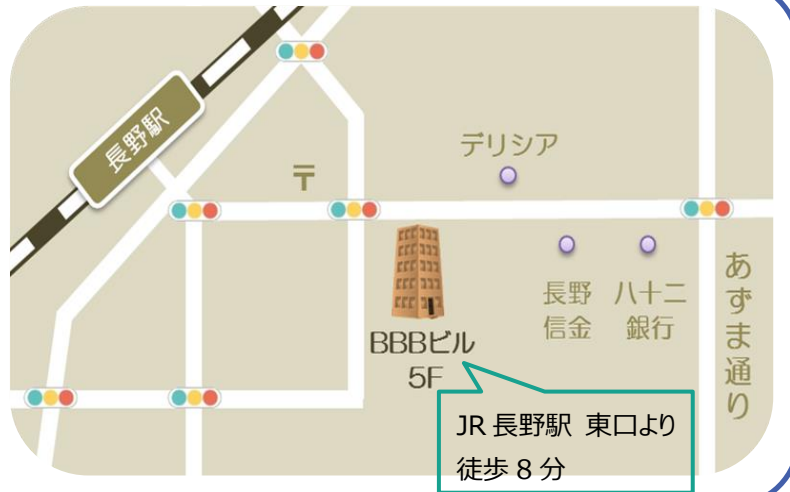 長野駅
〒
デリシア
長野
信金
八十二
銀行
あずま通り
BBBビル
5F
JR 長野駅 東口より
徒歩 8 分